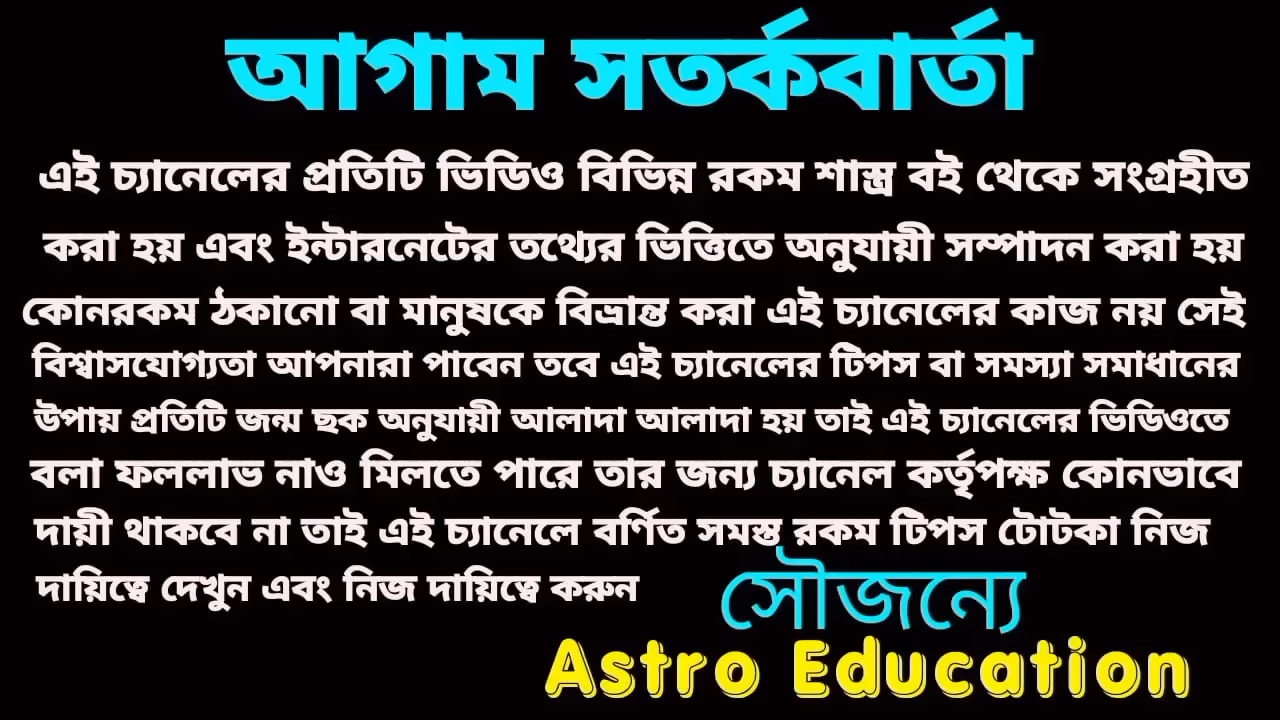 আগাম সতর্কবার্তা
এই চ্যানেলের প্রতিটি ভিডিও বিভিন্ন রকম শাস্ত্র বই থেকে সংগ্রহীত
করা হয় এবং ইন্টারনেটের তথ্যের ভিত্তিতে অনুযায়ী সম্পাদন করা হয়
কোনরকম ঠকানো বা মানুষকে বিভ্রান্ত করা এই চ্যানেলের কাজ নয় সেই
বিশ্বাসযোগ্যতা আপনারা পাবেন তবে এই চ্যানেলের টিপস বা সমস্যা সমাধানের
উপায় প্রতিটি জন্ম ছক অনুযায়ী আলাদা আলাদা হয় তাই এই চ্যানেলের ভিডিওতে
বলা ফললাভ নাও মিলতে পারে তার জন্য চ্যানেল কর্তৃপক্ষ কোনভাবে
দায়ী থাকবে না তাই এই চ্যানেলে বর্ণিত সমস্ত রকম টিপস টোটকা নিজ
দায়িত্বে দেখুন এবং নিজ দায়িত্বে করুন
সৌজন্যে
Astro Education